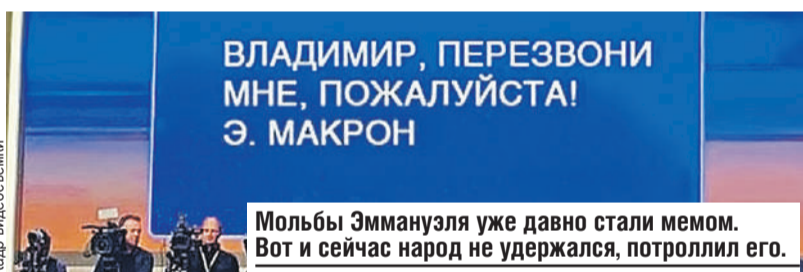 ВЛАДИМИР, ПЕРЕЗВОНИ
МНЕ, ПОЖАЛУЙСТА!
Э. МАКРОН
Мольбы Эммануэля уже давно стали мемом.
Вот и сейчас народ не удержался, потроллил его.